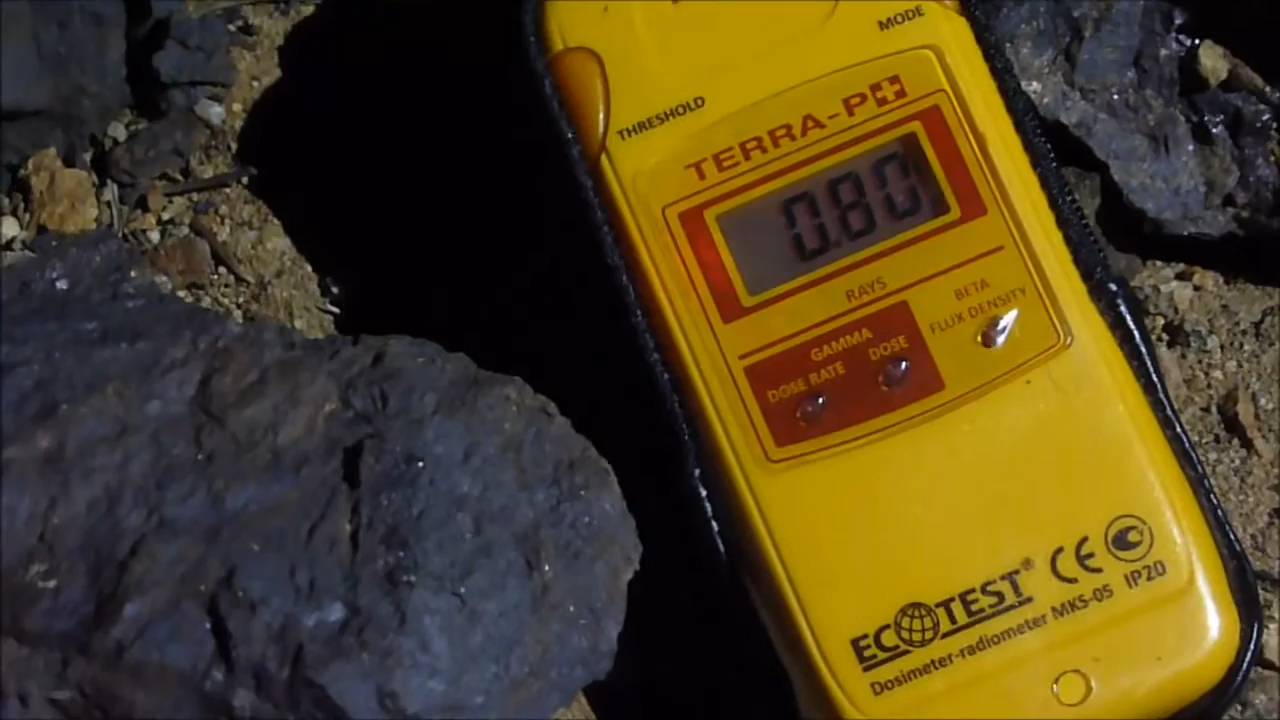 MODE
THRESHOLD
TERRA-P+
0.80
RAYS
GAMMA
DOSE RATE DOSE
BETA
FLUX DENSITY
ECOTEST®
CE
Dosimeter-radiometer MKS-05 IP20